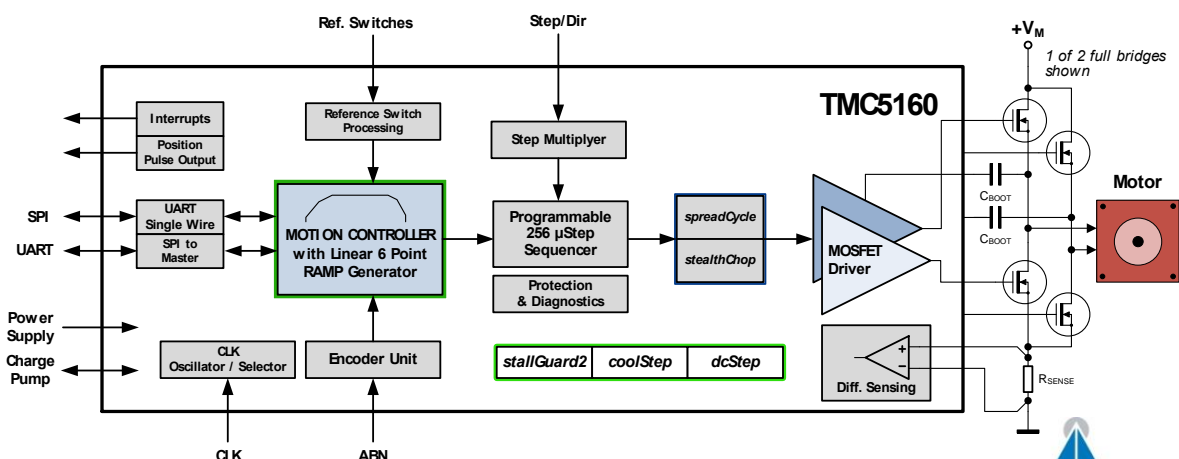 Ref. Switches
Step/Dir
+VM
1 of 2 full bridges
shown
TMC5160
Interrupts
Position
Pulse Output
Reference Switch
Processing
Step Multiplyer
CBOOT
CBOOT
Motor
SPI
UART
UART
Single Wire
SPI to
Master
MOTION CONTROLLER
with Linear 6 Point
RAMP Generator
Programmable
256 µStep
Sequencer
spreadCycle
stealthChop
MOSFET
Driver
Protection
& Diagnostics
Power
Supply
Charge
Pump
CLK
Oscillator / Selector
Encoder Unit
stallGuard2
coolStep
dcStep
+
−
Diff. Sensing
RSENSE
CLK
ABN